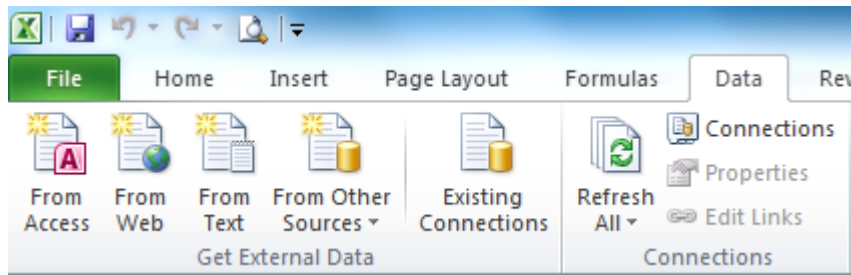 File Home Insert Page Layout Formulas Data Rev
From Access
From Web
From Text
From Other Sources
Existing Connections
Get External Data
Refresh All
Connections
Properties
Edit Links
Connections